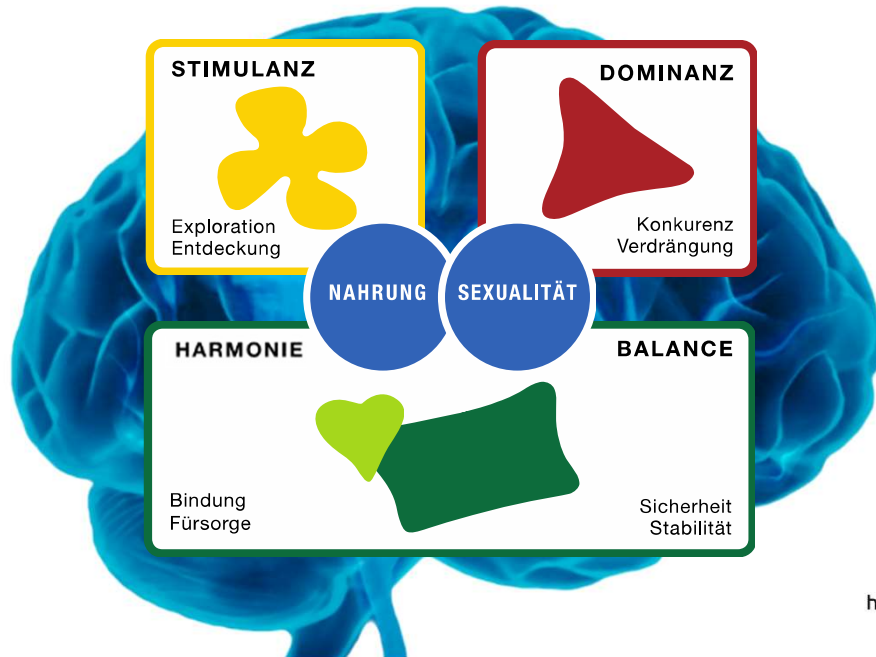 STIMULANZ
Exploration
Entdeckung
DOMINANZ
Konkurenz
Verdrängung
NAHRUNG
SEXUALITÄT
HARMONIE
BALANCE
Bindung
Fürsorge
Sicherheit
Stabilität
h